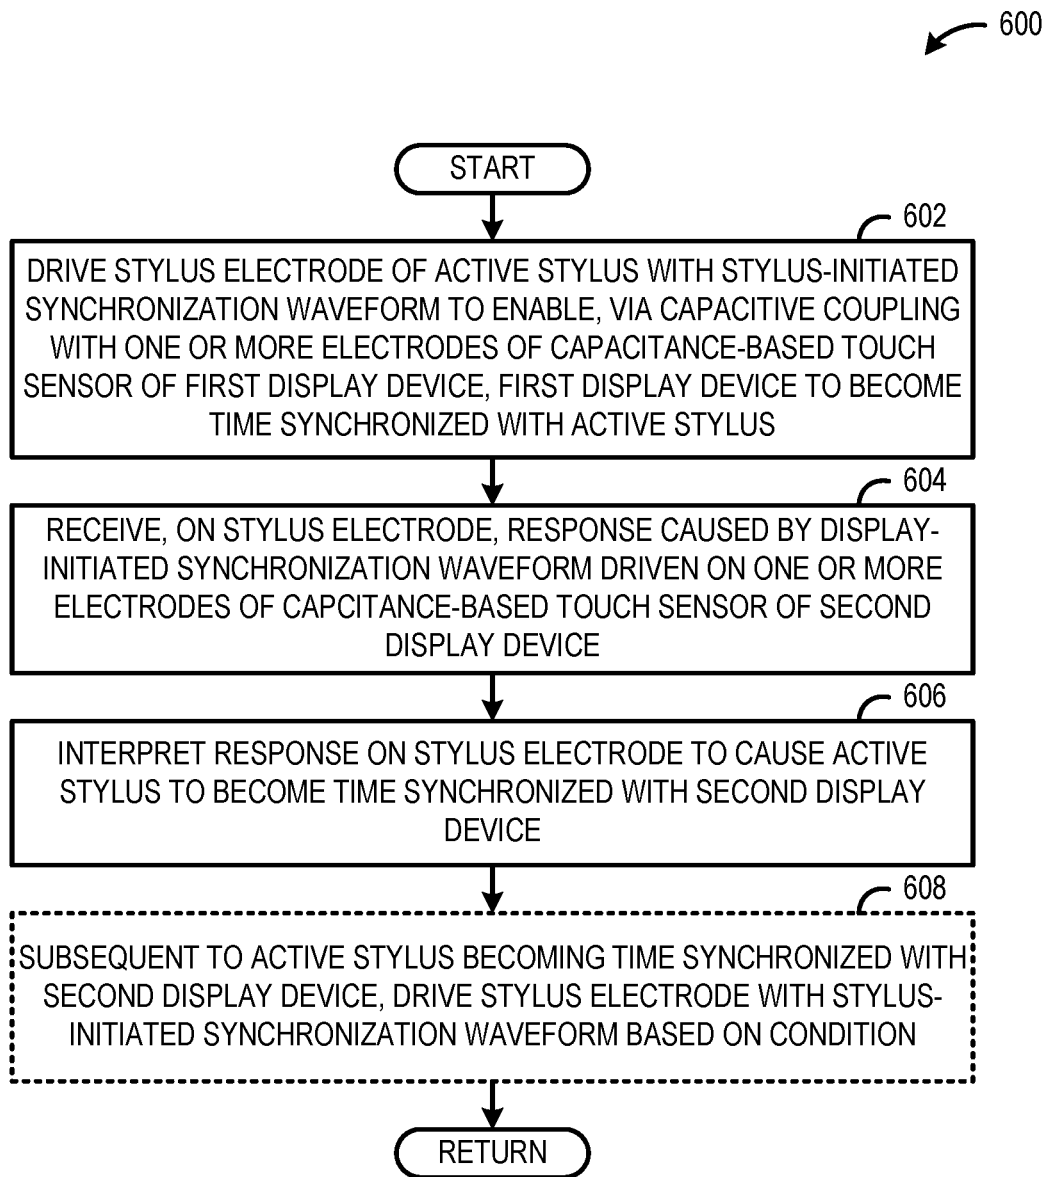 600
START
602
DRIVE STYLUS ELECTRODE OF ACTIVE STYLUS WITH STYLUS-INITIATED
SYNCHRONIZATION WAVEFORM TO ENABLE, VIA CAPACITIVE COUPLING
WITH ONE OR MORE ELECTRODES OF CAPACITANCE-BASED TOUCH
SENSOR OF FIRST DISPLAY DEVICE, FIRST DISPLAY DEVICE TO BECOME
TIME SYNCHRONIZED WITH ACTIVE STYLUS
604
RECEIVE, ON STYLUS ELECTRODE, RESPONSE CAUSED BY DISPLAY-
INITIATED SYNCHRONIZATION WAVEFORM DRIVEN ON ONE OR MORE
ELECTRODES OF CAPCITANCE-BASED TOUCH SENSOR OF SECOND
DISPLAY DEVICE
606
INTERPRET RESPONSE ON STYLUS ELECTRODE TO CAUSE ACTIVE
STYLUS TO BECOME TIME SYNCHRONIZED WITH SECOND DISPLAY
DEVICE
608
SUBSEQUENT TO ACTIVE STYLUS BECOMING TIME SYNCHRONIZED WITH
SECOND DISPLAY DEVICE, DRIVE STYLUS ELECTRODE WITH STYLUS-
INITIATED SYNCHRONIZATION WAVEFORM BASED ON CONDITION
RETURN